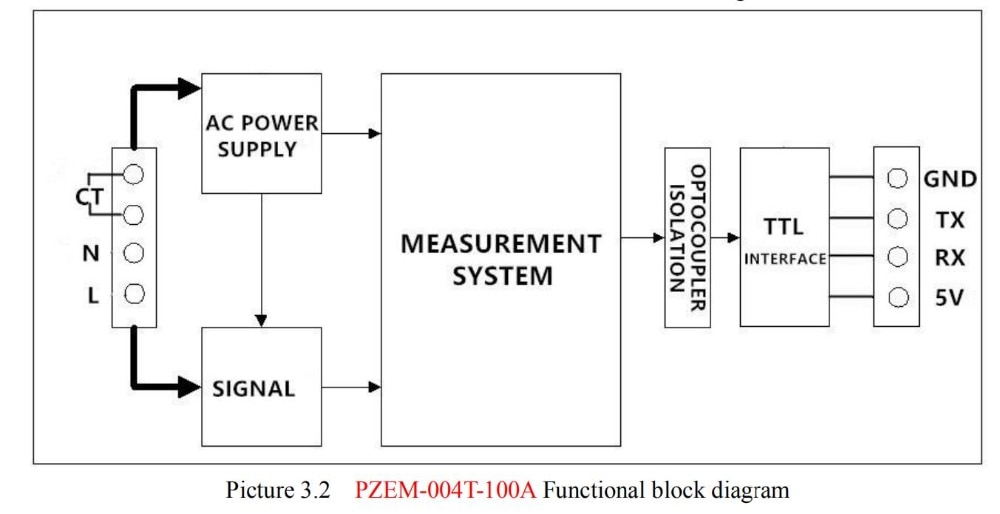 AC POWER
SUPPLY
CT
N
L
SIGNAL
MEASUREMENT
SYSTEM
OPTOCOUPLER
ISOLATION
TTL
INTERFACE
GND
TX
RX
5V
Picture 3.2 PZEM-004T-100A Functional block diagram